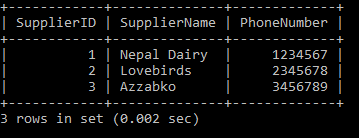 +------------+--------------+-------------+
| SupplierID | SupplierName | PhoneNumber |
+------------+--------------+-------------+
|          1 | Nepal Dairy  |     1234567 |
|          2 | Lovebirds    |     2345678 |
|          3 | Azzabko      |     3456789 |
+------------+--------------+-------------+
3 rows in set (0.002 sec)